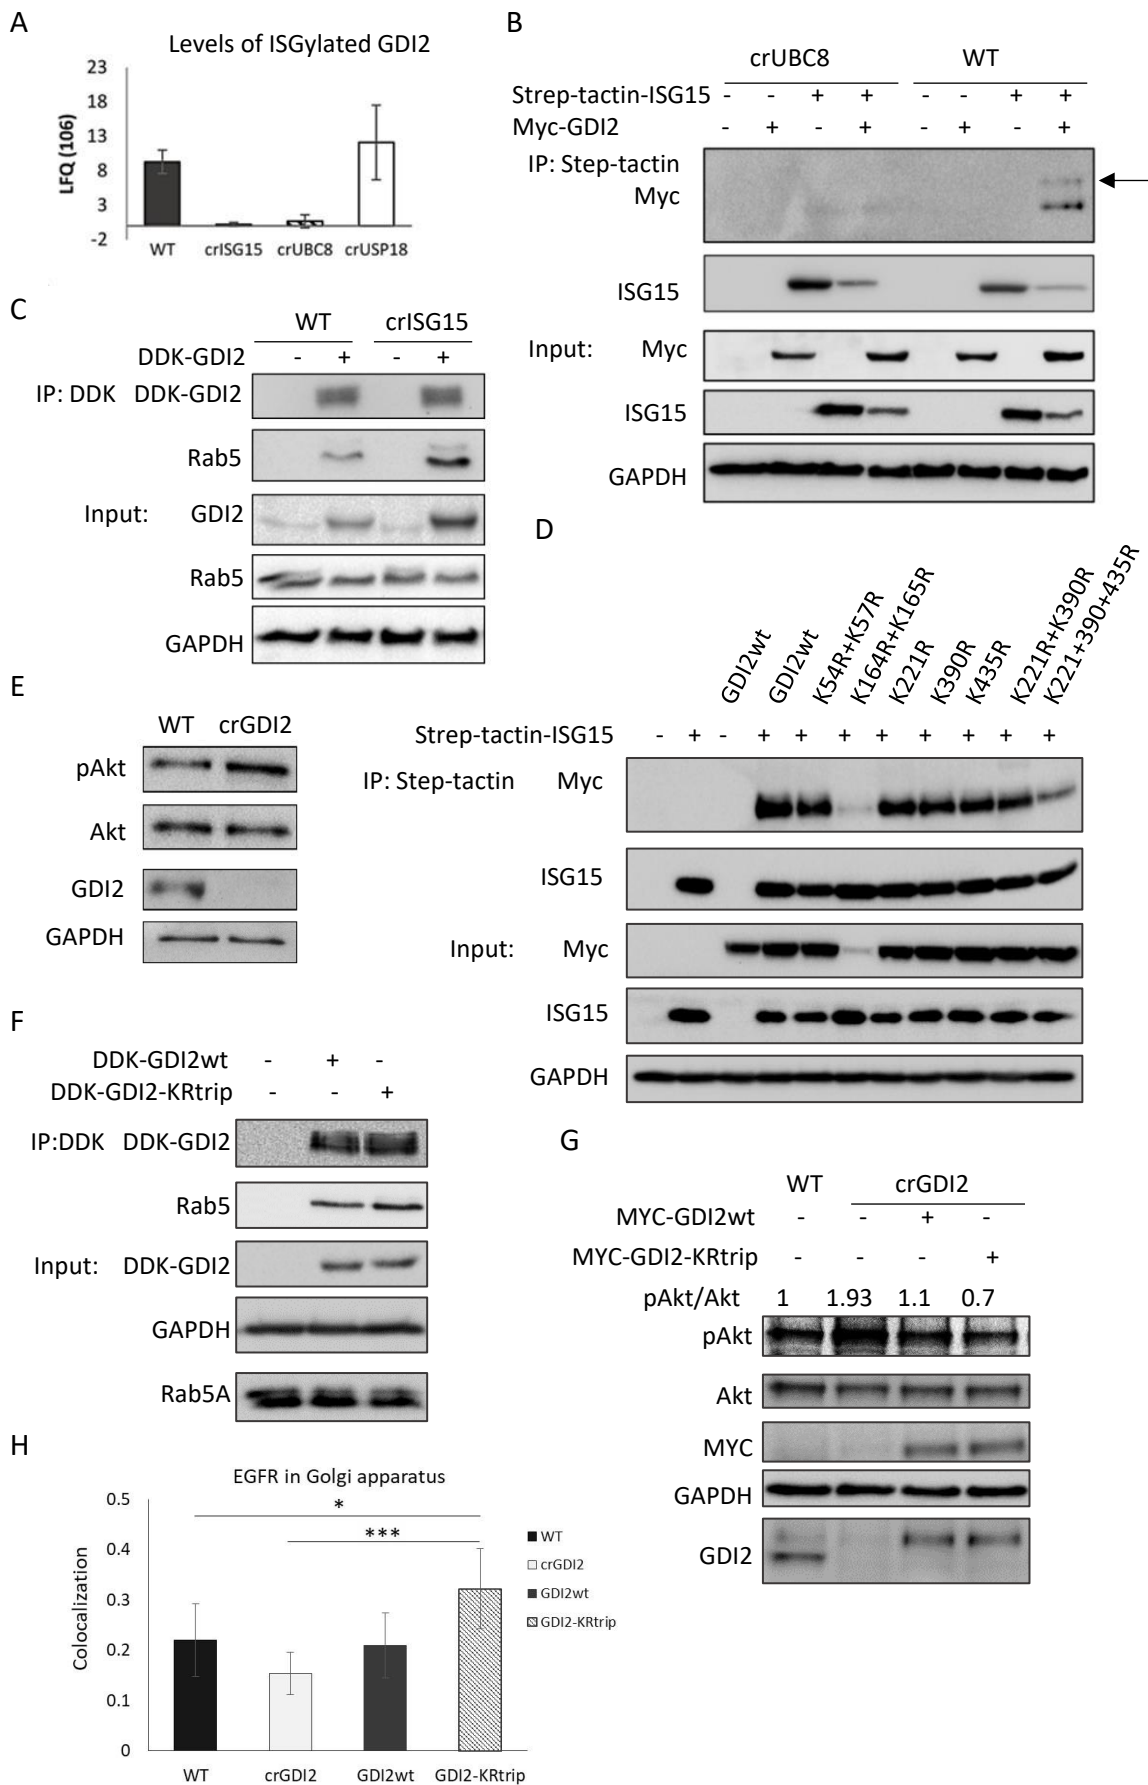 A
Levels of ISGylated GDI2
LFQ (106)
23
18
13
8
3
-2
WT crISG15 crUBC8 crUSP18
B
crUBC8 WT
Strep-tactin-ISG15 - - + + - - + +
Myc-GDI2 - + - + - + - +
IP: Step-tactin
Myc
ISG15
Input: Myc
ISG15
GAPDH
C
WT crISG15
DDK-GDI2 - + - +
IP: DDK DDK-GDI2
Rab5
Input: GDI2
Rab5
GAPDH
D
GDI2wt
GDI2wt
K54R+K57R
K164R+K165R
K221R
K390R
K435R
K221R+K390R
K221+390+435R
Strep-tactin-ISG15 - + - + + + + + + + +
IP: Step-tactin Myc
ISG15
Input: Myc
ISG15
GAPDH
E
WT crGDI2
pAkt
Akt
GDI2
GAPDH
F
DDK-GDI2wt - + -
DDK-GDI2-KRtrip - - +
IP:DDK DDK-GDI2
Rab5
Input: DDK-GDI2
GAPDH
Rab5A
G
WT crGDI2
MYC-GDI2wt - - + -
MYC-GDI2-KRtrip - - - +
pAkt/Akt 1 1.93 1.1 0.7
pAkt
Akt
MYC
GAPDH
GDI2
H
EGFR in Golgi apparatus
Colocalization
0.5
0.4
0.3
0.2
0.1
0
*
***
WT
crGDI2
GDI2wt
GDI2-KRtrip
WT crGDI2 GDI2wt GDI2-KRtrip